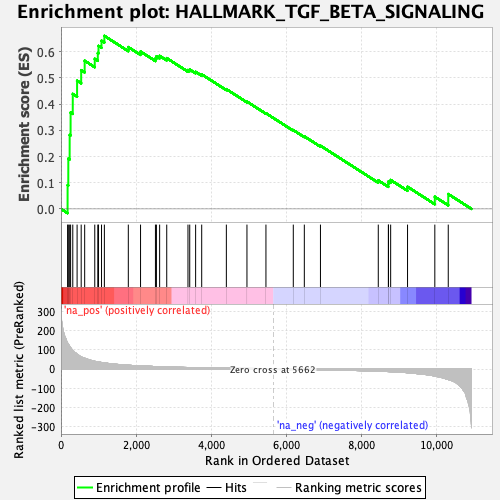 Enrichment plot: HALLMARK_TGF_BETA_SIGNALING
Enrichment score (ES)
0.6
0.5
0.4
0.3
0.2
0.1
0.0
Ranked list metric (PreRanked)
300
200
100
0
-100
-200
-300
'na_pos' (positively correlated)
Zero cross at 5662
'na_neg' (negatively correlated)
0
2,000
4,000
6,000
8,000
10,000
Rank in Ordered Dataset
Enrichment profile
Hits
Ranking metric scores